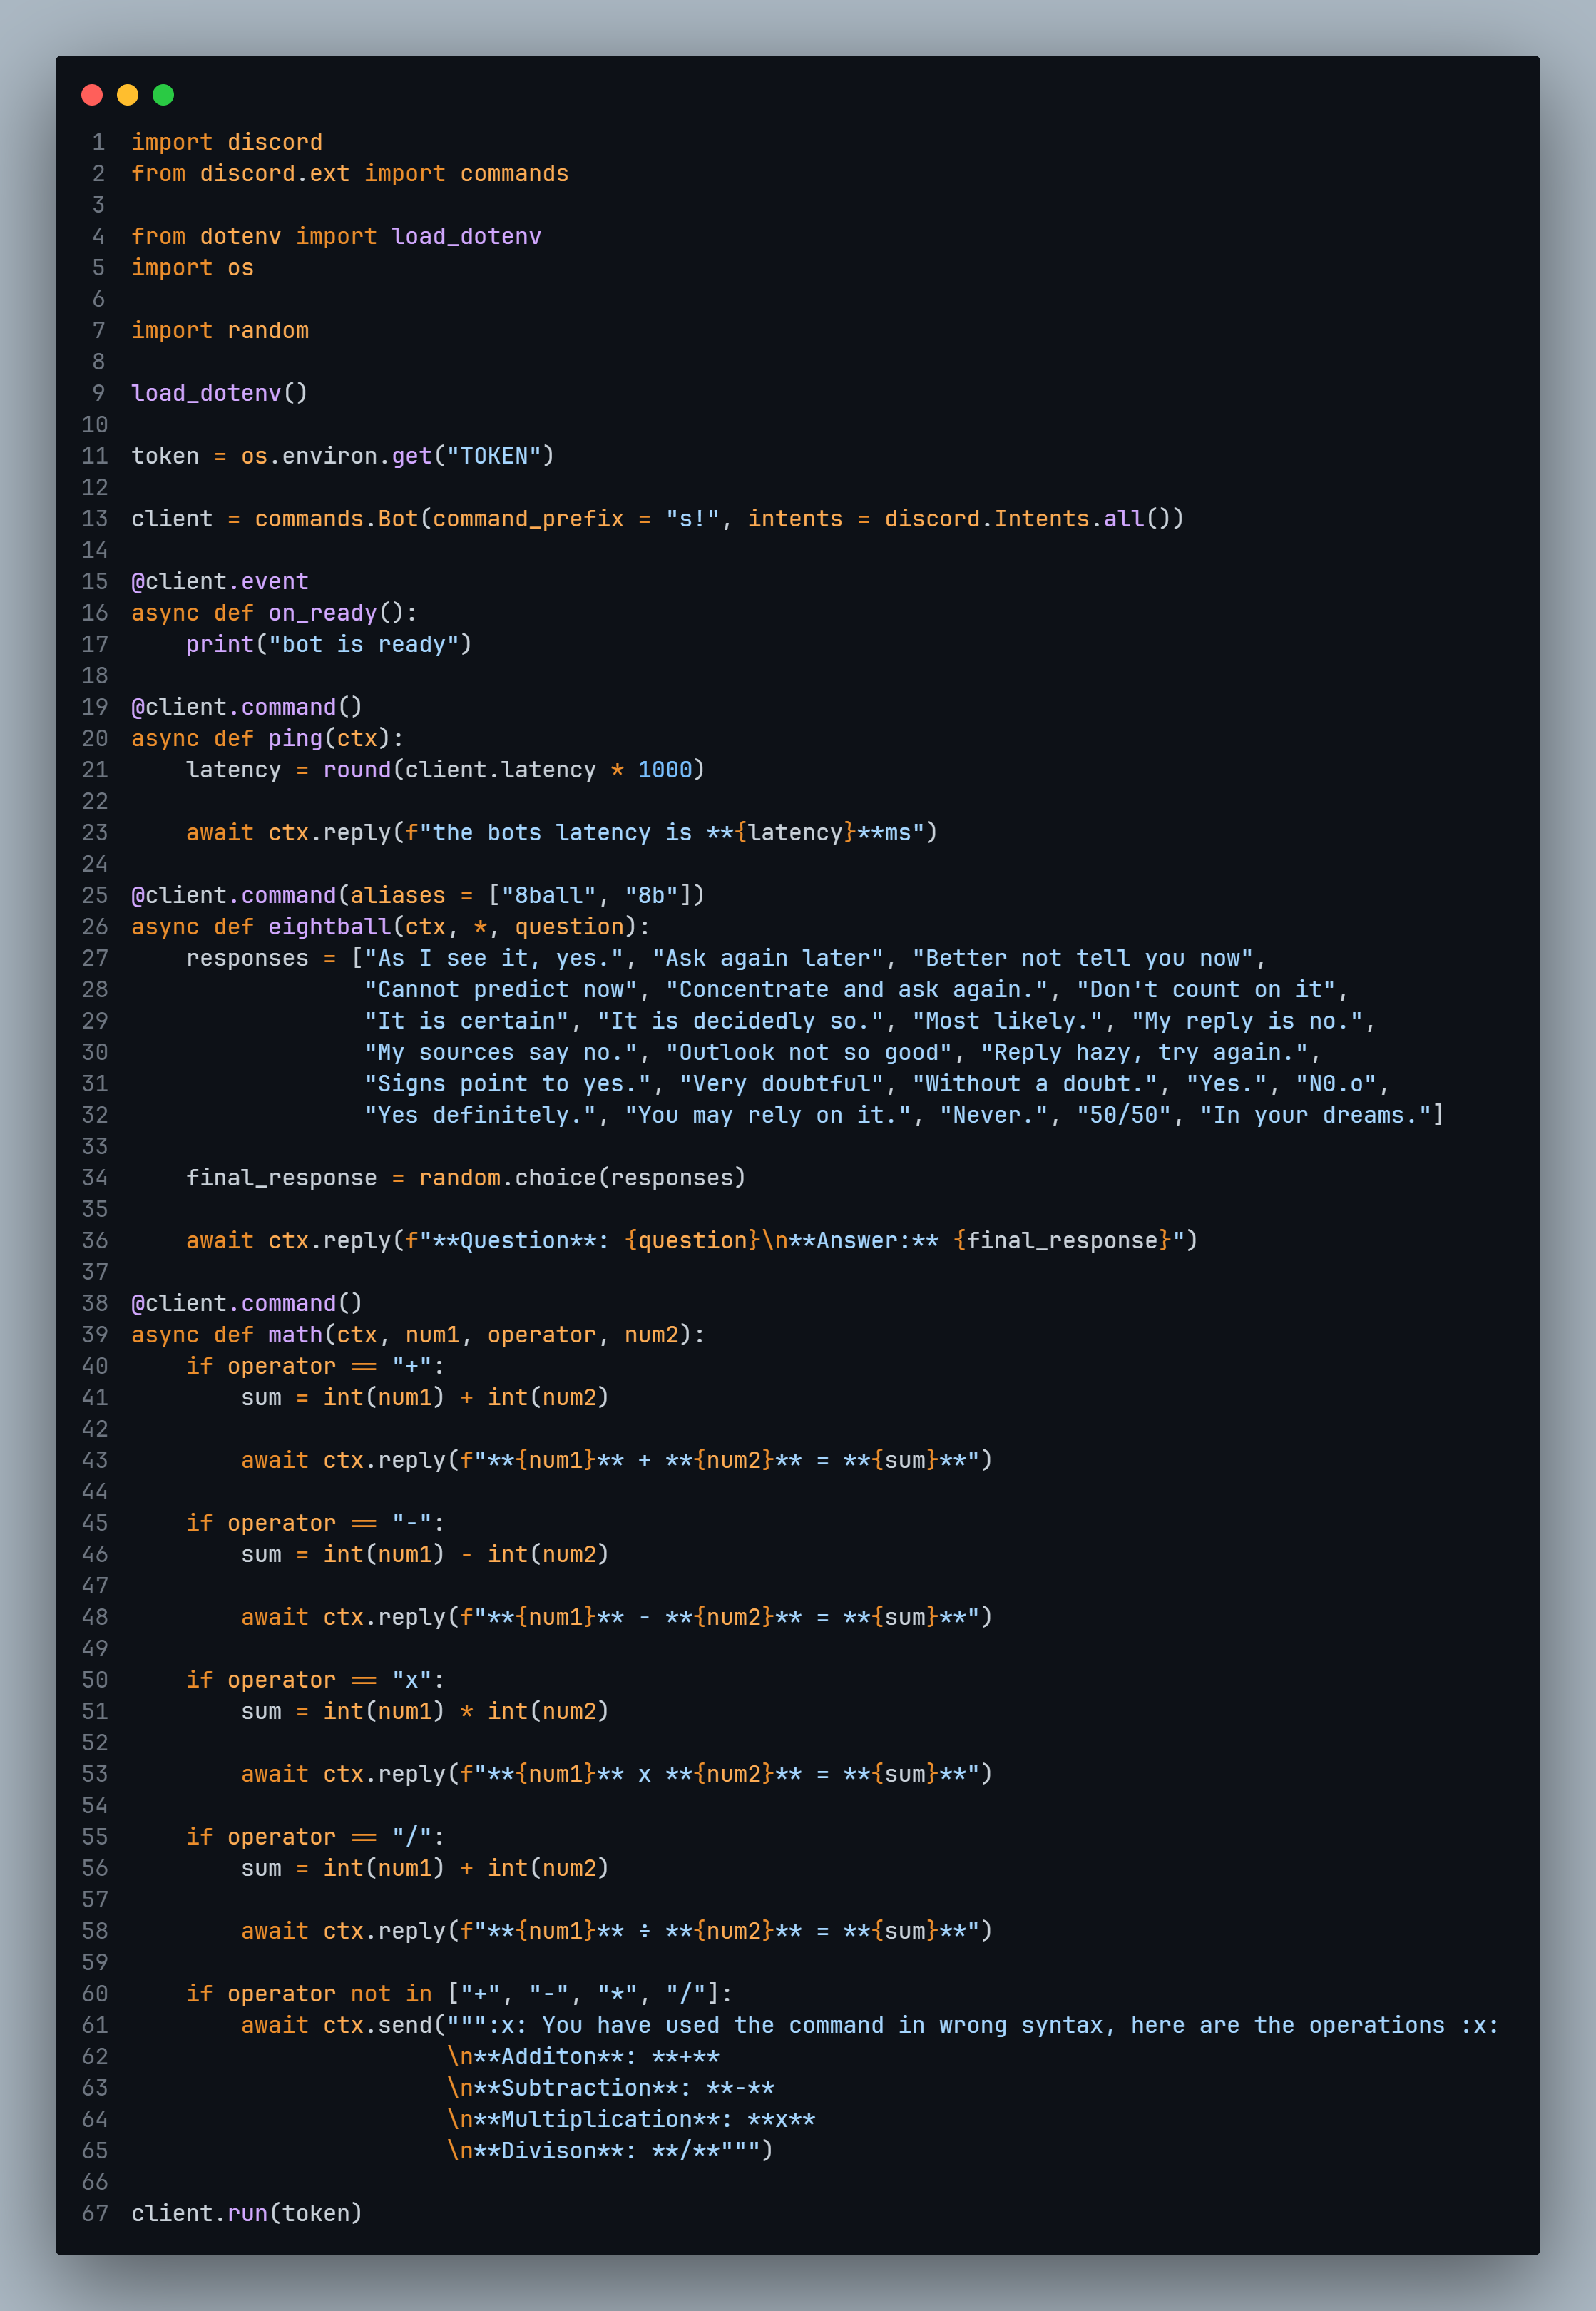 1 import discord
2 from discord.ext import commands
3
4 from dotenv import load_dotenv
5 import os
6
7 import random
8
9 load_dotenv()
10
11 token = os.environ.get("TOKEN")
12
13 client = commands.Bot(command_prefix = "s!", intents = discord.Intents.all())
14
15 @client.event
16 async def on_ready():
17     print("bot is ready")
18
19 @client.command()
20 async def ping(ctx):
21     latency = round(client.latency * 1000)
22
23     await ctx.reply(f"the bots latency is **{latency}**ms")
24
25 @client.command(aliases = ["8ball", "8b"])
26 async def eightball(ctx, *, question):
27     responses = ["As I see it, yes.", "Ask again later", "Better not tell you now",
28                  "Cannot predict now", "Concentrate and ask again.", "Don't count on it",
29                  "It is certain", "It is decidedly so.", "Most likely.", "My reply is no.",
30                  "My sources say no.", "Outlook not so good", "Reply hazy, try again.",
31                  "Signs point to yes.", "Very doubtful", "Without a doubt.", "Yes.", "N0.o",
32                  "Yes definitely.", "You may rely on it.", "Never.", "50/50", "In your dreams."]
33
34     final_response = random.choice(responses)
35
36     await ctx.reply(f"**Question**: {question}\n**Answer:** {final_response}")
37
38 @client.command()
39 async def math(ctx, num1, operator, num2):
40     if operator == "+":
41         sum = int(num1) + int(num2)
42
43         await ctx.reply(f"**{num1}** + **{num2}** = **{sum}**")
44
45     if operator == "-":
46         sum = int(num1) - int(num2)
47
48         await ctx.reply(f"**{num1}** - **{num2}** = **{sum}**")
49
50     if operator == "x":
51         sum = int(num1) * int(num2)
52
53         await ctx.reply(f"**{num1}** x **{num2}** = **{sum}**")
54
55     if operator == "/":
56         sum = int(num1) + int(num2)
57
58         await ctx.reply(f"**{num1}** ÷ **{num2}** = **{sum}**")
59
60     if operator not in ["+", "-", "*", "/"]:
61         await ctx.send(""":x: You have used the command in wrong syntax, here are the operations :x:
62                        \n**Additon**: **+**
63                        \n**Subtraction**: **-**
64                        \n**Multiplication**: **x**
65                        \n**Divison**: **/**""")
66
67 client.run(token)